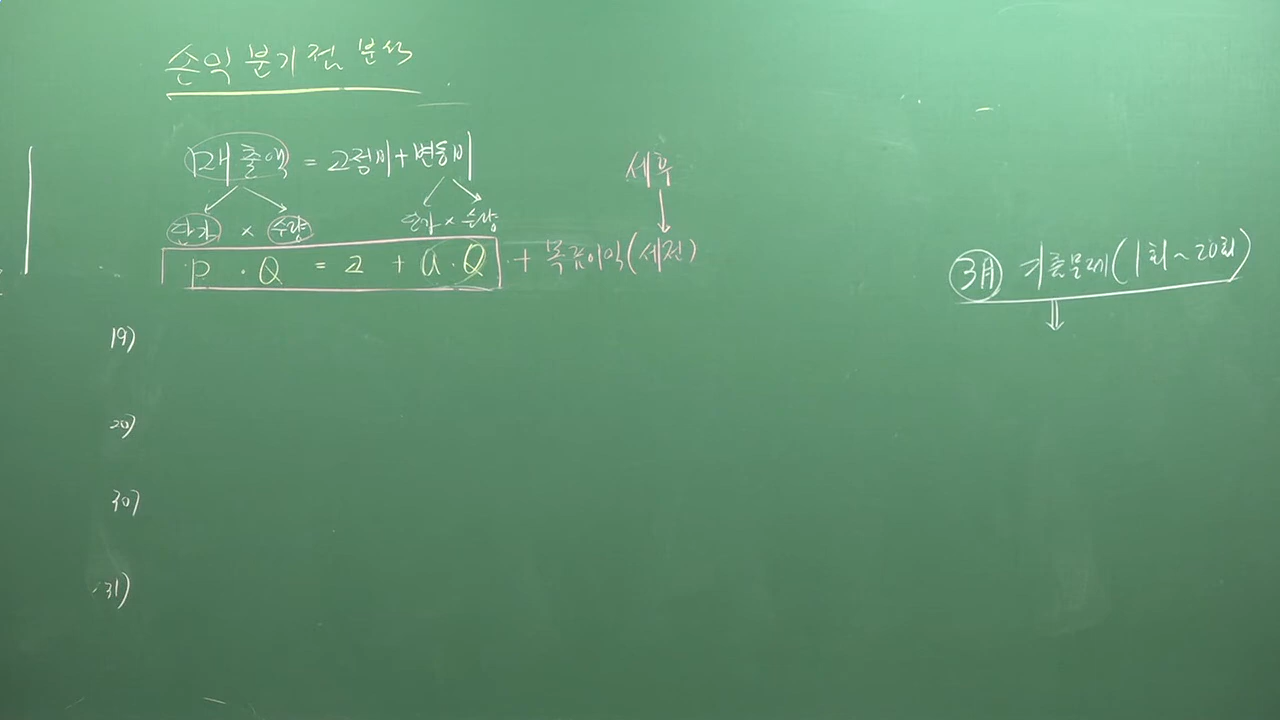 손익분기점 분석
매출액 = 고정비 + 변동비
단가 × 수량
단가 × 수량
P · Q = 고 + a · Q + 목표이익(세전)
세후
3月 기출문제(1회~20회)
19)
20)
30)
31)